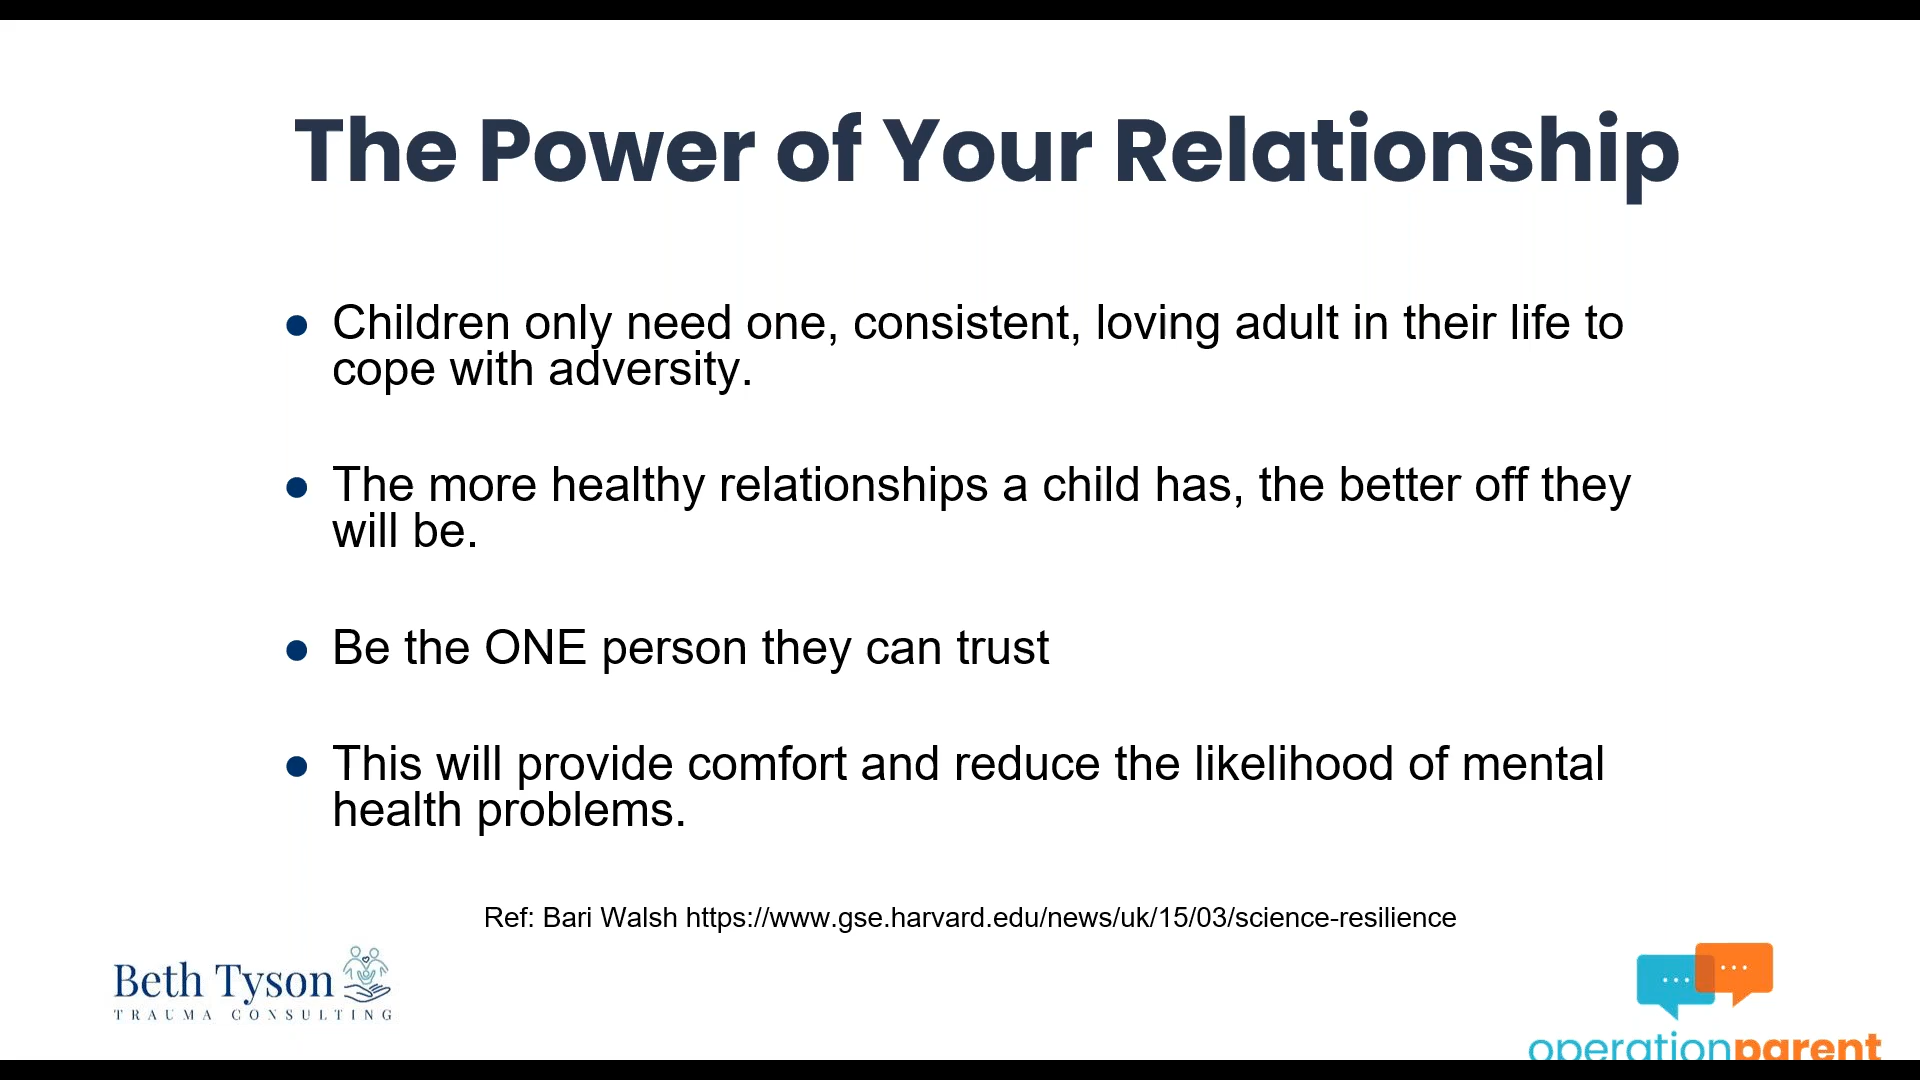 The Power of Your Relationship
● Children only need one, consistent, loving adult in their life to
cope with adversity.
● The more healthy relationships a child has, the better off they
will be.
● Be the ONE person they can trust
● This will provide comfort and reduce the likelihood of mental
health problems.
Ref: Bari Walsh https://www.gse.harvard.edu/news/uk/15/03/science-resilience
Beth Tyson
TRAUMA CONSULTING
operationparent